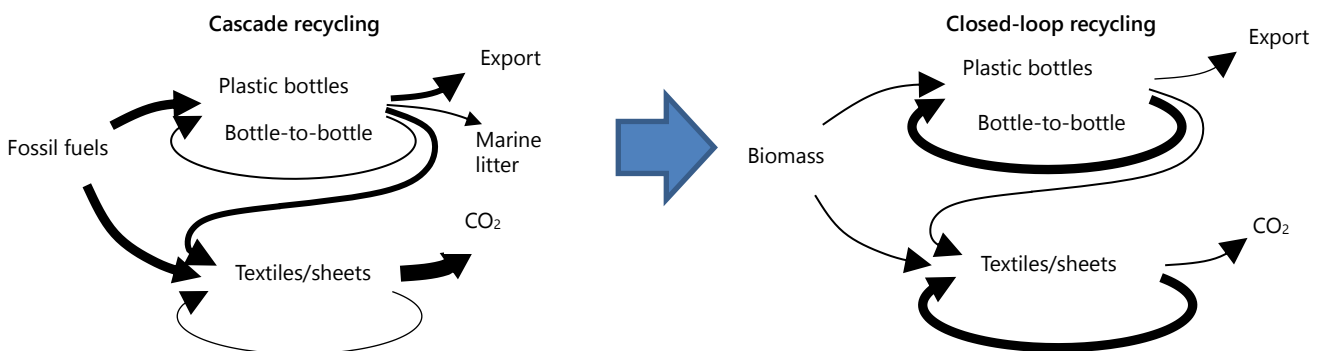 Cascade recycling
Export
Plastic bottles
Bottle-to-bottle
Fossil fuels
Marine
litter
CO₂
Textiles/sheets
Closed-loop recycling
Export
Plastic bottles
Bottle-to-bottle
Biomass
CO₂
Textiles/sheets